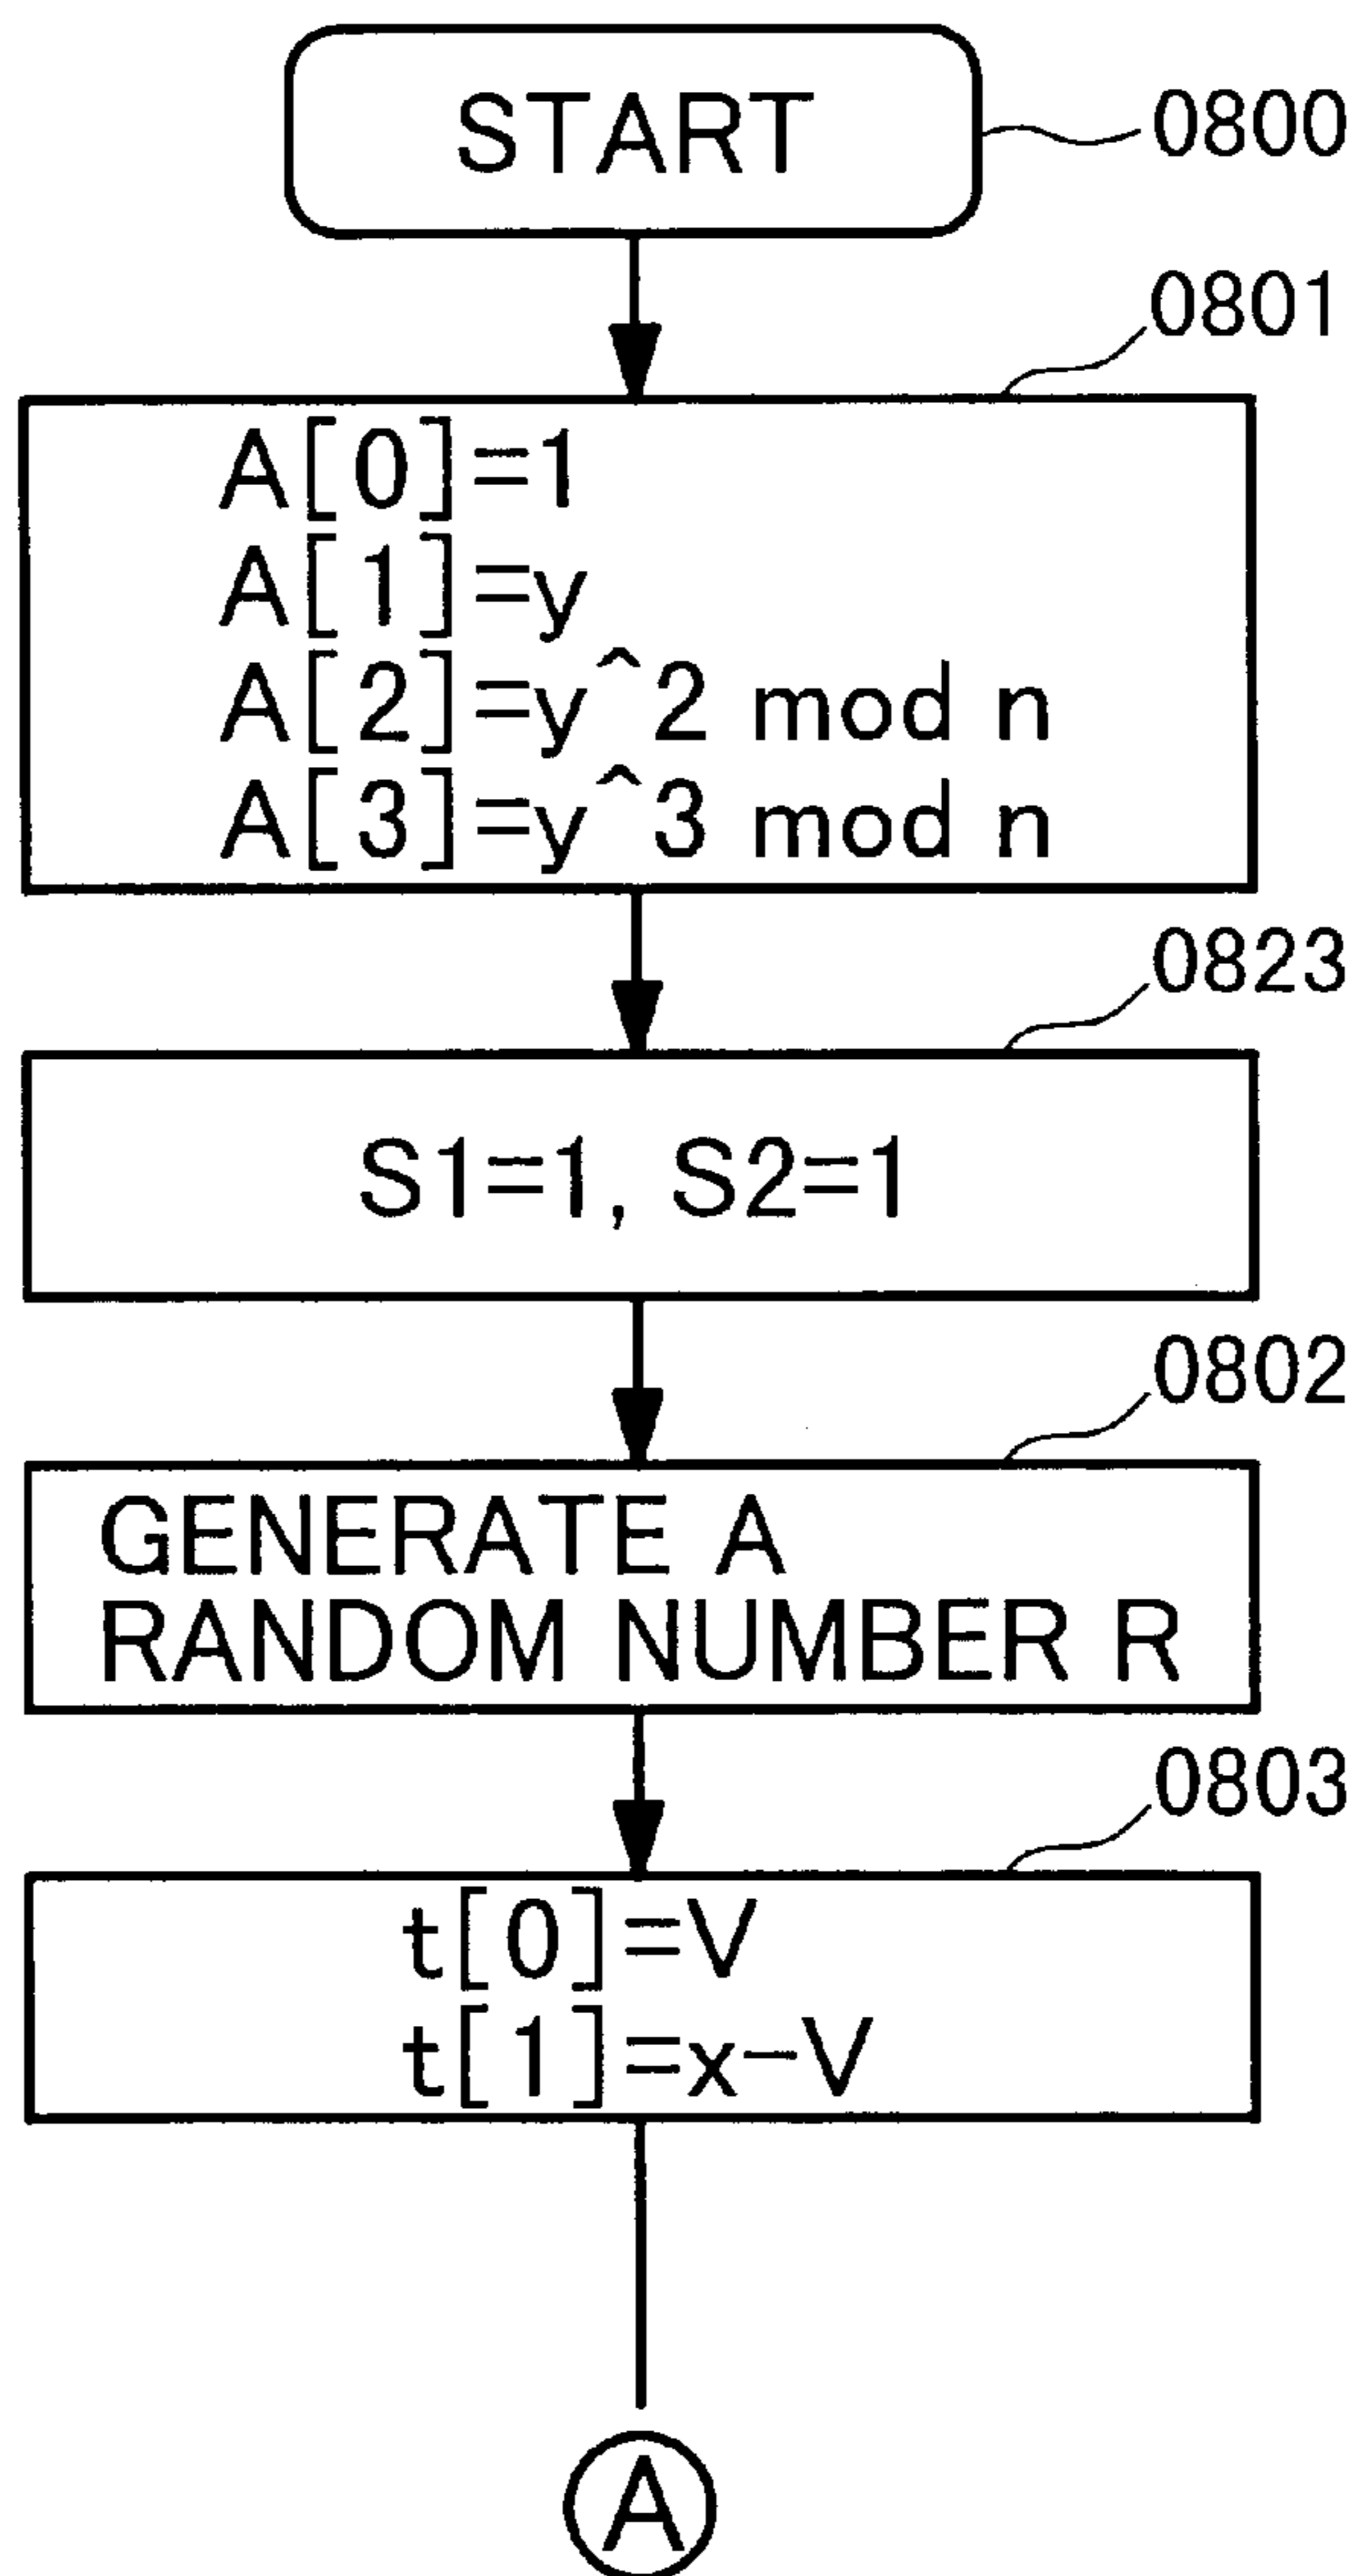 START
0800
0801
A[0]=1
A[1]=y
A[2]=y^2 mod n
A[3]=y^3 mod n
0823
S1=1, S2=1
0802
GENERATE A
RANDOM NUMBER R
0803
t[0]=V
t[1]=x-V
A